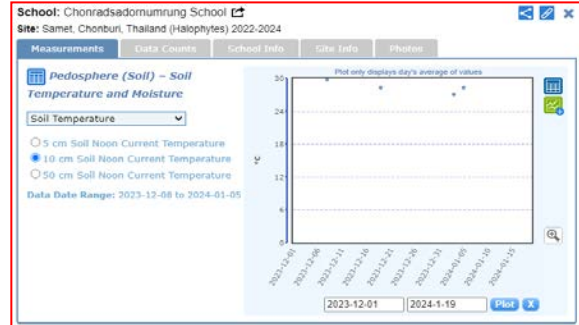 School: Chonradsadornumrung School
Site: Samet, Chonburi, Thailand (Halophytes) 2022-2024
Measurements Data Counts School Info Site Info Photos
Pedosphere (Soil) – Soil
Temperature and Moisture
Soil Temperature
5 cm Soil Noon Current Temperature
10 cm Soil Noon Current Temperature
50 cm Soil Noon Current Temperature
Data Date Range: 2023-12-08 to 2024-01-05
Plot only displays day's average of values
30
24
18
12
6
0
°C
2023-12-01 2023-12-06 2023-12-11 2023-12-16 2023-12-21 2023-12-26 2023-12-31 2024-01-05 2024-01-10 2024-01-15
2023-12-01 2024-1-19 Plot X